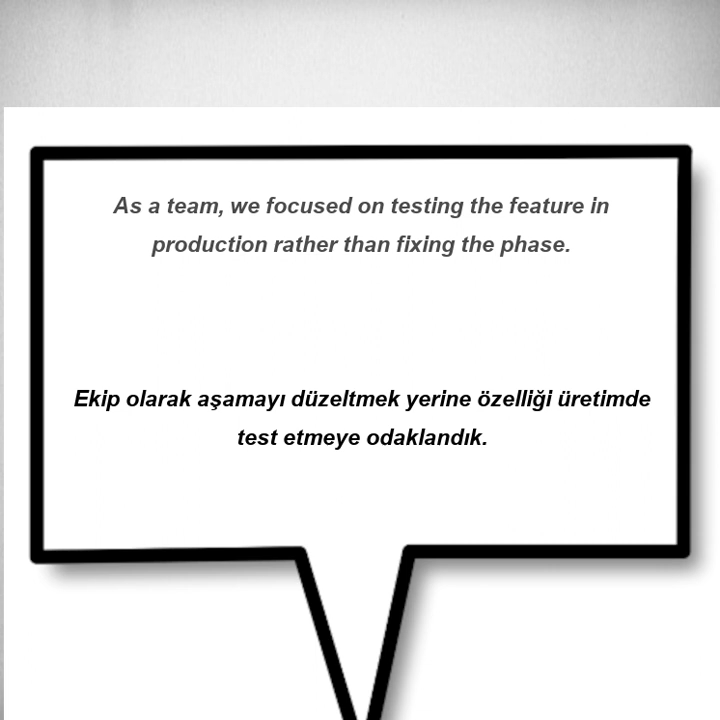 As a team, we focused on testing the feature in
production rather than fixing the phase.
Ekip olarak aşamayı düzeltmek yerine özelliği üretimde
test etmeye odaklandık.